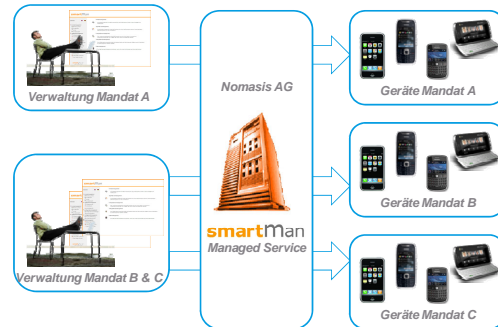 Verwaltung Mandat A
Verwaltung Mandat B & C
Nomasis AG
smartMan
Managed Service
Geräte Mandat A
Geräte Mandat B
Geräte Mandat C